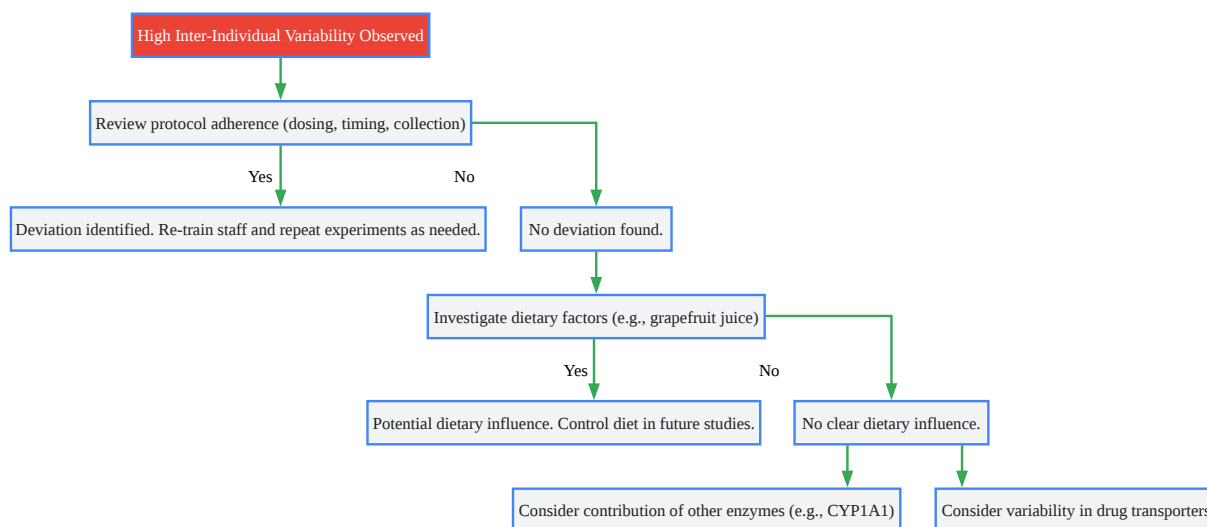 High Inter-Individual Variability Observed
Review protocol adherence (dosing, timing, collection)
Yes
No
Deviation identified. Re-train staff and repeat experiments as needed.
No deviation found.
Investigate dietary factors (e.g., grapefruit juice)
Yes
No
Potential dietary influence. Control diet in future studies.
No clear dietary influence.
Consider contribution of other enzymes (e.g., CYP1A1)
Consider variability in drug transporters